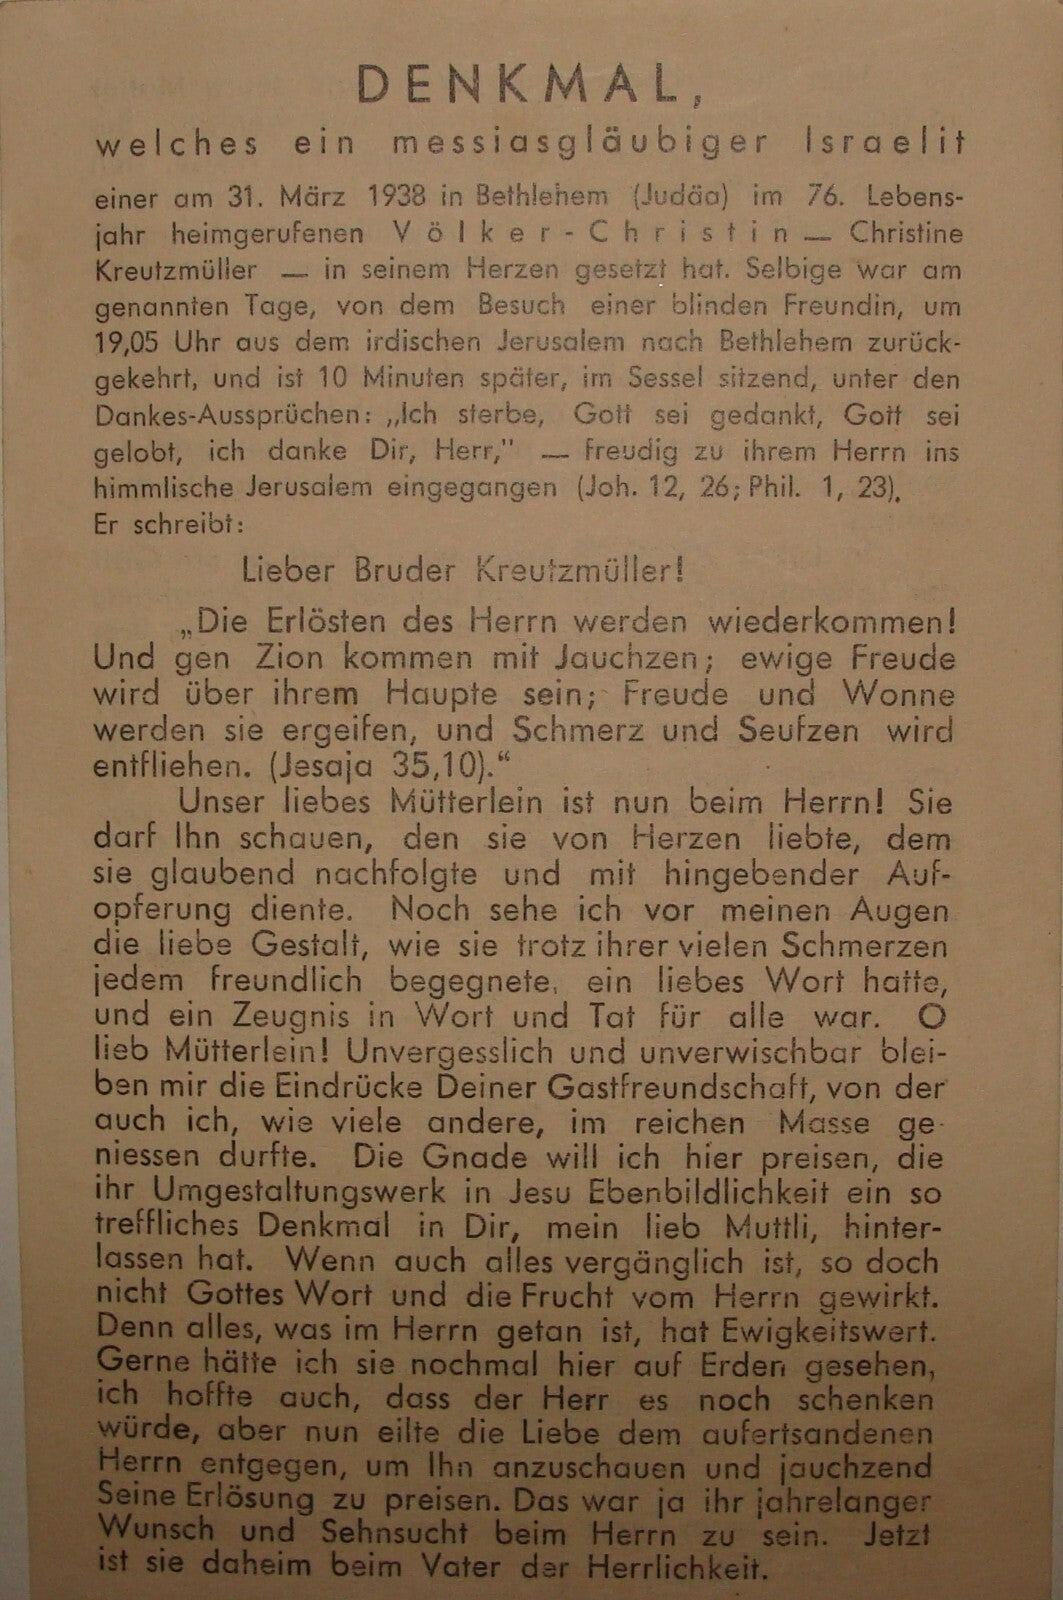 DENKMAL,
welches ein messiasgläubiger Israelit
einer am 31. März 1938 in Bethlehem (Judäa) im 76. Lebens-
jahr heimgerufenen Völker-Christin — Christine
Kreutzmüller — in seinem Herzen gesetzt hat. Selbige war am
genannten Tage, von dem Besuch einer blinden Freundin, um
19,05 Uhr aus dem irdischen Jerusalem nach Bethlehem zurück-
gekehrt, und ist 10 Minuten später, im Sessel sitzend, unter den
Dankes-Aussprüchen: „Ich sterbe, Gott sei gedankt, Gott sei
gelobt, ich danke Dir, Herr," — freudig zu ihrem Herrn ins
himmlische Jerusalem eingegangen (Joh. 12, 26; Phil. 1, 23).
Er schreibt:
Lieber Bruder Kreutzmüller!
„Die Erlösten des Herrn werden wiederkommen!
Und gen Zion kommen mit Jauchzen; ewige Freude
wird über ihrem Haupte sein; Freude und Wonne
werden sie ergeifen, und Schmerz und Seufzen wird
entfliehen. (Jesaja 35,10).“
Unser liebes Mütterlein ist nun beim Herrn! Sie
darf Ihn schauen, den sie von Herzen liebte, dem
sie glaubend nachfolgte und mit hingebender Auf-
opferung diente. Noch sehe ich vor meinen Augen
die liebe Gestalt, wie sie trotz ihrer vielen Schmerzen
jedem freundlich begegnete, ein liebes Wort hatte,
und ein Zeugnis in Wort und Tat für alle war. O
lieb Mütterlein! Unvergesslich und unverwischbar blei-
ben mir die Eindrücke Deiner Gastfreundschaft, von der
auch ich, wie viele andere, im reichen Masse ge-
niessen durfte. Die Gnade will ich hier preisen, die
ihr Umgestaltungswerk in Jesu Ebenbildlichkeit ein so
treffliches Denkmal in Dir, mein lieb Muttli, hinter-
lassen hat. Wenn auch alles vergänglich ist, so doch
nicht Gottes Wort und die Frucht vom Herrn gewirkt.
Denn alles, was im Herrn getan ist, hat Ewigkeitswert.
Gerne hätte ich sie nochmal hier auf Erden gesehen,
ich hoffte auch, dass der Herr es noch schenken
würde, aber nun eilte die Liebe dem aufertsandenen
Herrn entgegen, um Ihn anzuschauen und jauchzend
Seine Erlösung zu preisen. Das war ja ihr jahrelanger
Wunsch und Sehnsucht beim Herrn zu sein. Jetzt
ist sie daheim beim Vater der Herrlichkeit.